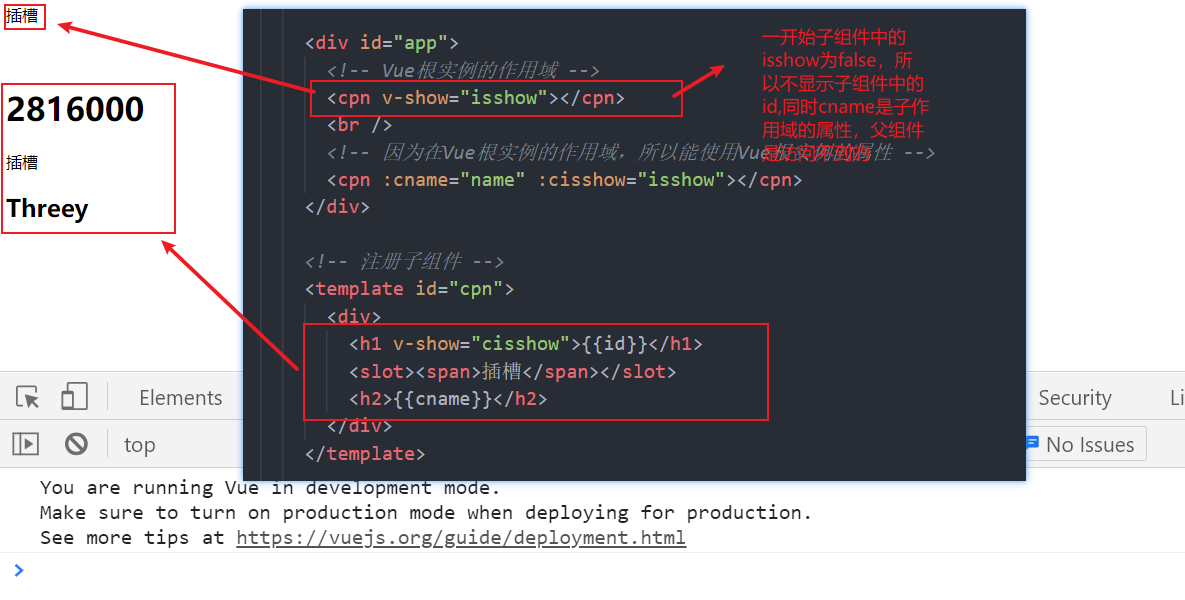 插槽
2816000
插槽
Threey
<div id="app">
<!-- Vue根实例的作用域 -->
<cpn v-show="isshow"></cpn>
<br />
<!-- 因为在Vue根实例的作用域，所以能使用Vue根实例的属性 -->
<cpn :cname="name" :cisshow="isshow"></cpn>
</div>
<!-- 注册子组件 -->
<template id="cpn">
<div>
<h1 v-show="cisshow">{{id}}</h1>
<slot><span>插槽</span></slot>
<h2>{{cname}}</h2>
</div>
</template>
一开始子组件中的
isshow为false，所
以不显示子组件中的
id,同时cname是子作
用域的属性，父组件
是访问不到的
Elements
Security
Li
top
No Issues
You are running Vue in development mode.
Make sure to turn on production mode when deploying for production.
See more tips at https://vuejs.org/guide/deployment.html
>